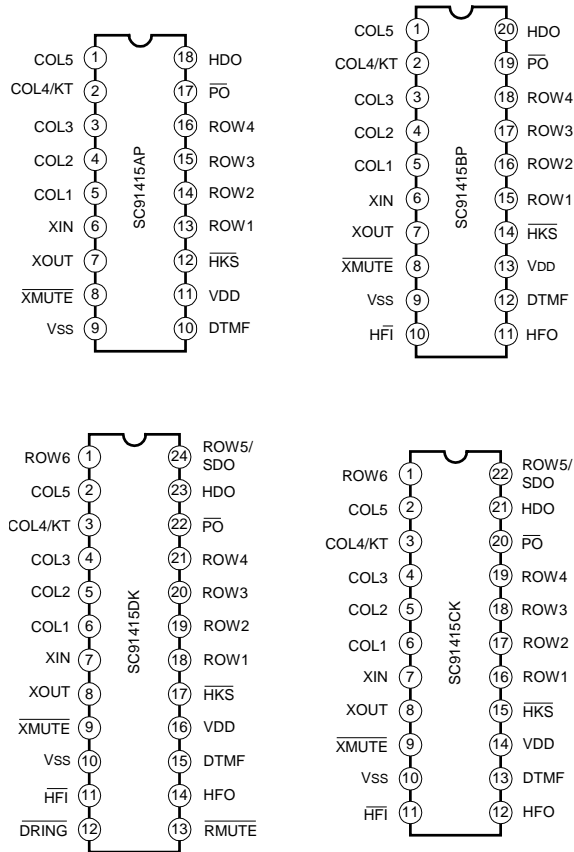 COL5 1 18 HDO
COL4/KT 2 17 PO
COL3 3 16 ROW4
COL2 4 15 ROW3
COL1 5 14 ROW2
XIN 6 13 ROW1
XOUT 7 12 HKS
XMUTE 8 11 VDD
Vss 9 10 DTMF
SC91415AP
COL5 1 20 HDO
COL4/KT 2 19 PO
COL3 3 18 ROW4
COL2 4 17 ROW3
COL1 5 16 ROW2
XIN 6 15 ROW1
XOUT 7 14 HKS
XMUTE 8 13 VDD
Vss 9 12 DTMF
HFI 10 11 HFO
SC91415BP
ROW6 1 24 ROW5/
SDO
COL5 2 23 HDO
COL4/KT 3 22 PO
COL3 4 21 ROW4
COL2 5 20 ROW3
COL1 6 19 ROW2
XIN 7 18 ROW1
XOUT 8 17 HKS
XMUTE 9 16 VDD
Vss 10 15 DTMF
HFI 11 14 HFO
DRING 12 13 RMUTE
SC91415DK
ROW6 1 22 ROW5/
SDO
COL5 2 21 HDO
COL4/KT 3 20 PO
COL3 4 19 ROW4
COL2 5 18 ROW3
COL1 6 17 ROW2
XIN 7 16 ROW1
XOUT 8 15 HKS
XMUTE 9 14 VDD
Vss 10 13 DTMF
HFI 11 12 HFO
SC91415CK